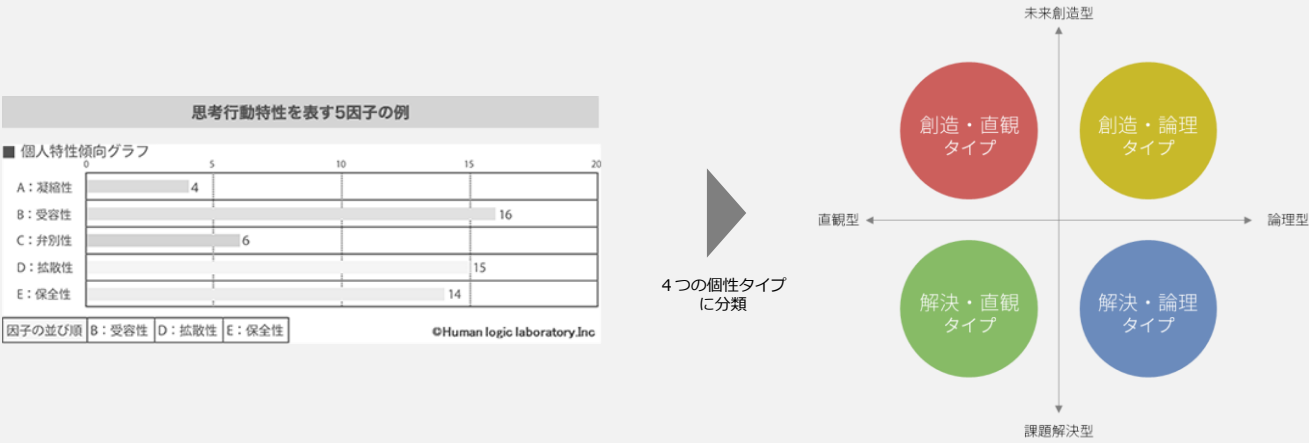 思考行動特性を表す5因子の例
■ 個人特性傾向グラフ
0 5 10 15 20
A：凝縮性 4
B：受容性 16
C：弁別性 6
D：拡散性 15
E：保全性 14
因子の並び順 B：受容性 D：拡散性 E：保全性
©Human logic laboratory.Inc
４つの個性タイプ
に分類
未来創造型
創造・直観
タイプ
創造・論理
タイプ
直観型
論理型
解決・直観
タイプ
解決・論理
タイプ
課題解決型